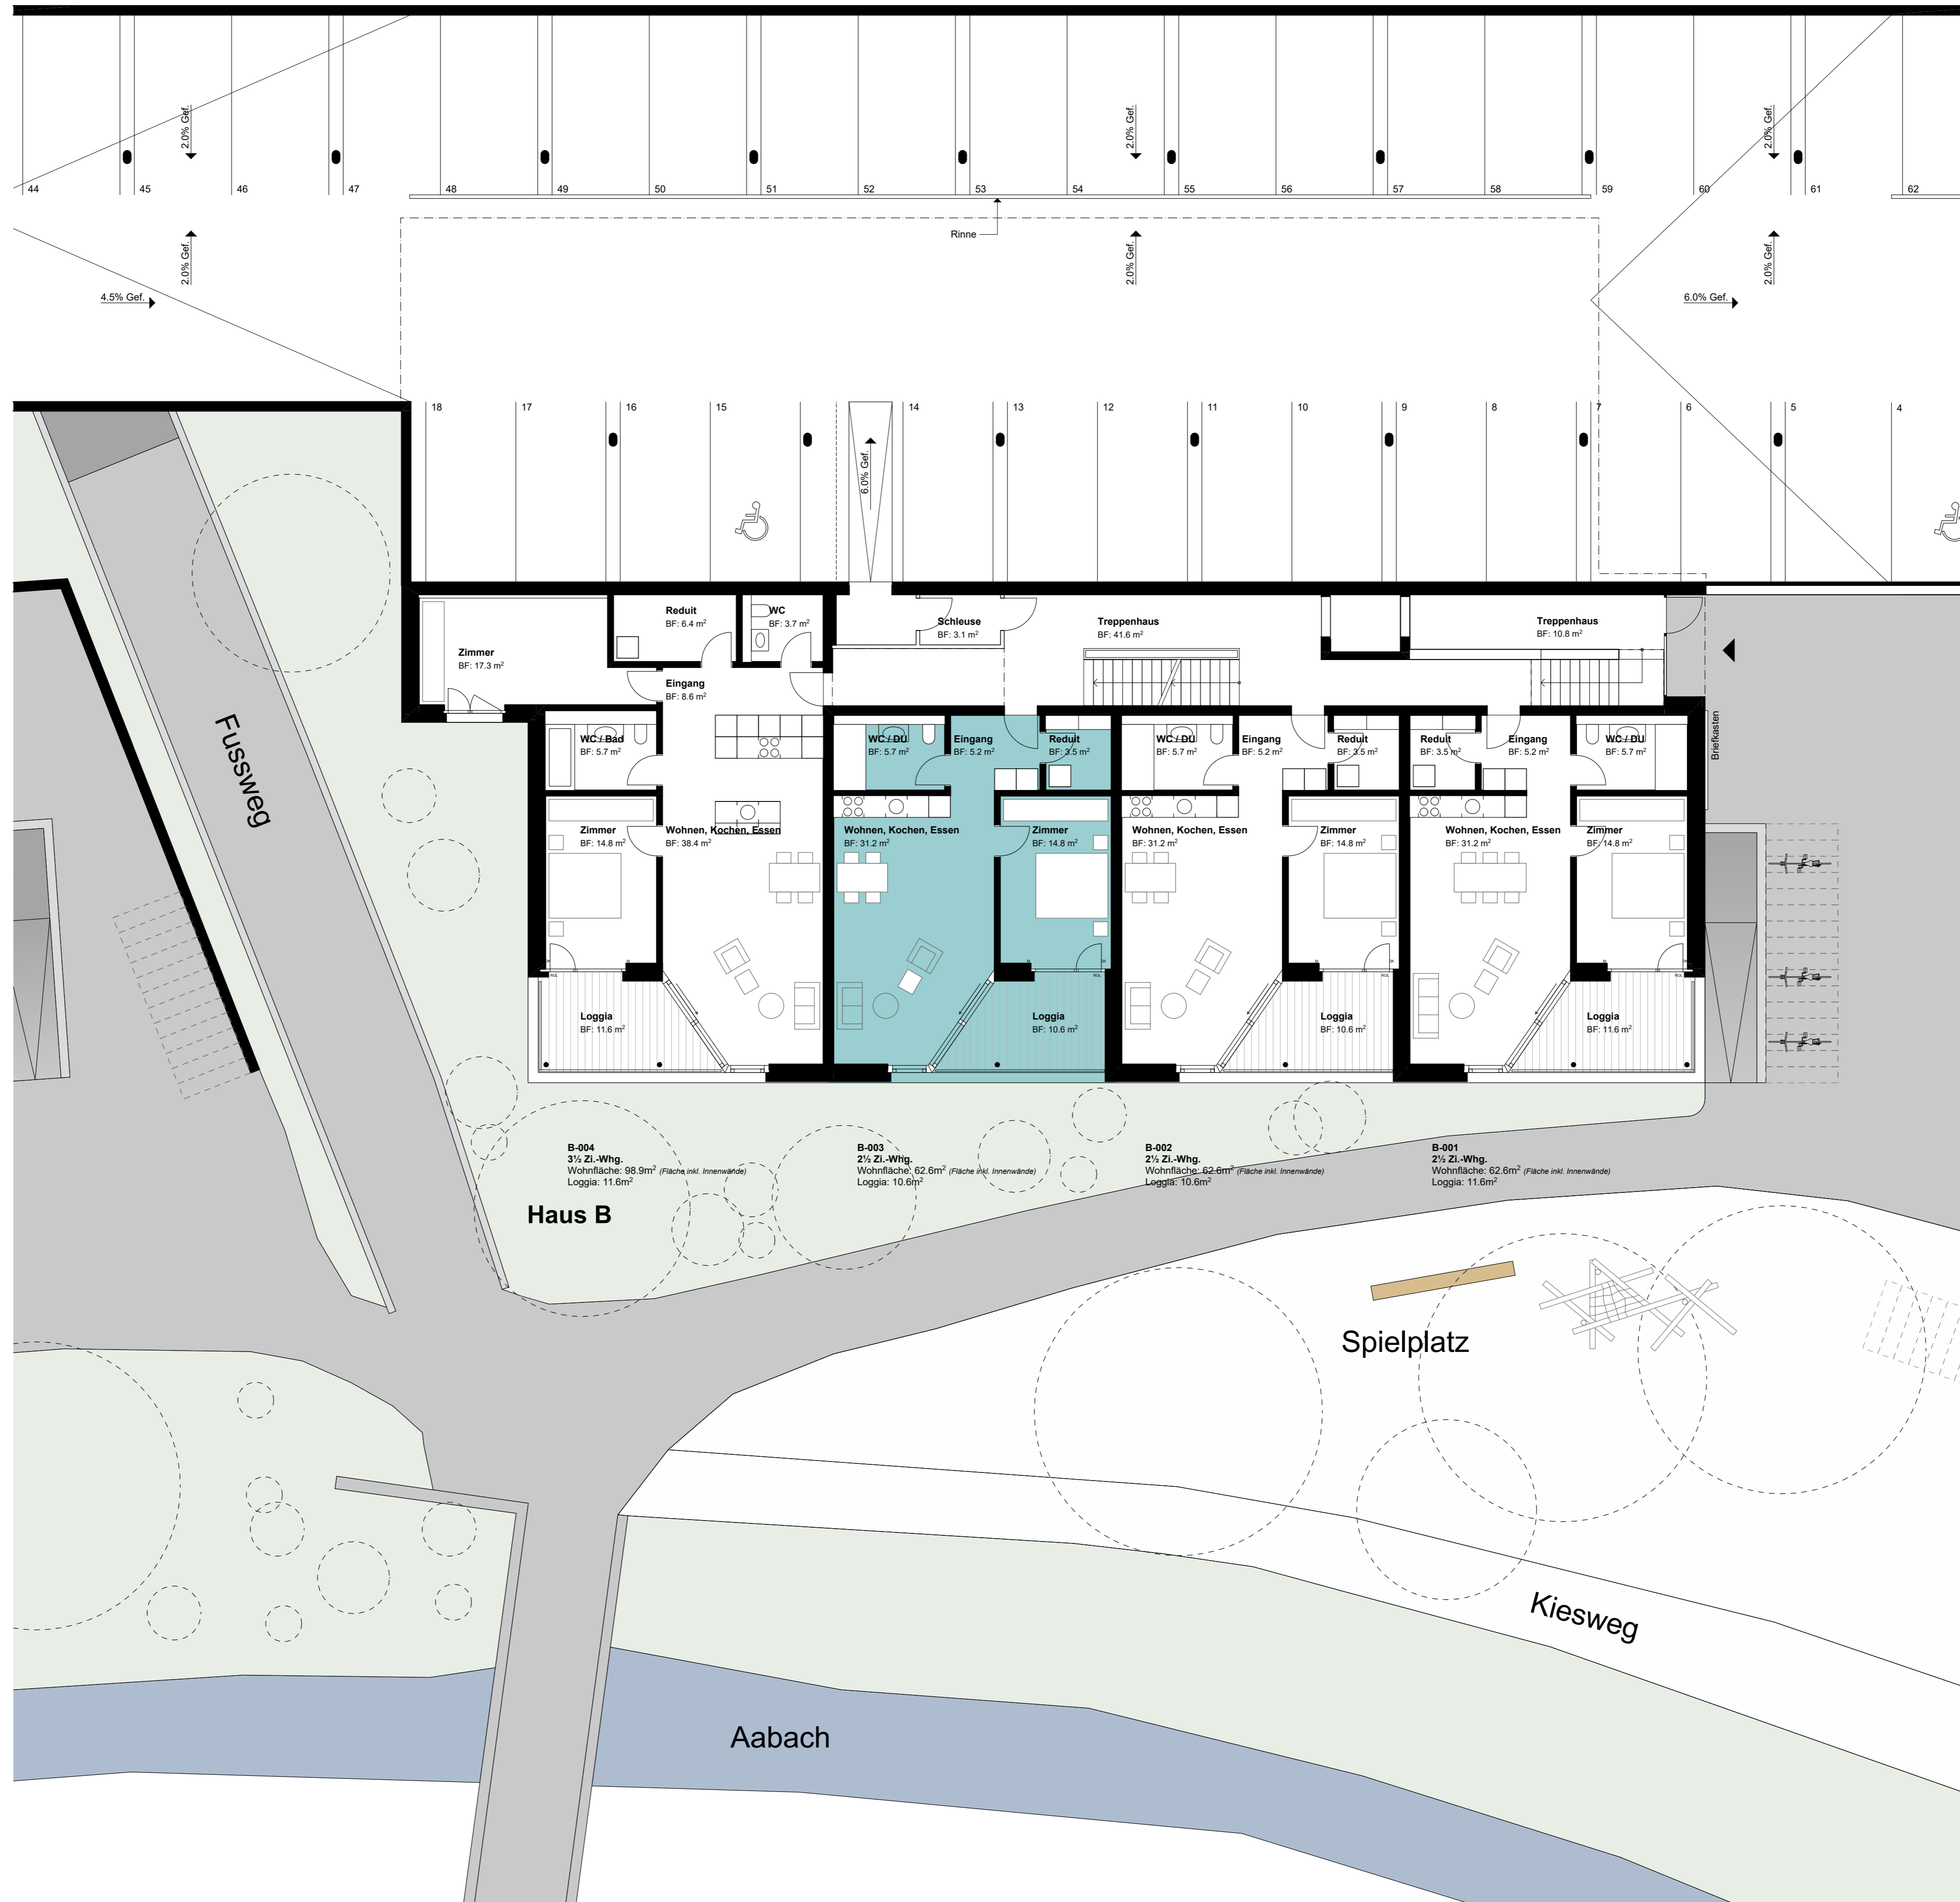 2.0% Gef.
2.0% Gef.
2.0% Gef.
44
45
46
47
48
49
50
51
52
53
54
55
56
57
58
59
60
61
62
Rinne
2.0% Gef.
2.0% Gef.
2.0% Gef.
4.5% Gef.
6.0% Gef.
18
17
16
15
14
13
12
11
10
9
8
7
6
5
4
6.0% Gef.
Zimmer
BF: 17.3 m²
Reduit
BF: 6.4 m²
WC
BF: 3.7 m²
Schleuse
BF: 3.1 m²
Treppenhaus
BF: 41.6 m²
Treppenhaus
BF: 10.8 m²
Eingang
BF: 8.6 m²
Fussweg
WC / Bad
BF: 5.7 m²
WC / DU
BF: 5.7 m²
Eingang
BF: 5.2 m²
Reduit
BF: 3.5 m²
WC / DU
BF: 5.7 m²
Eingang
BF: 5.2 m²
Reduit
BF: 3.5 m²
Reduit
BF: 3.5 m²
Eingang
BF: 5.2 m²
WC / DU
BF: 5.7 m²
Briefkasten
Zimmer
BF: 14.8 m²
Wohnen, Kochen, Essen
BF: 38.4 m²
Wohnen, Kochen, Essen
BF: 31.2 m²
Zimmer
BF: 14.8 m²
Wohnen, Kochen, Essen
BF: 31.2 m²
Zimmer
BF: 14.8 m²
Wohnen, Kochen, Essen
BF: 31.2 m²
Zimmer
BF: 14.8 m²
ROL
ROL
ROL
ROL
Loggia
BF: 11.6 m²
Loggia
BF: 10.6 m²
Loggia
BF: 10.6 m²
Loggia
BF: 11.6 m²
B-004
3½ Zi.-Whg.
Wohnfläche: 98.9m² (Fläche inkl. Innenwände)
Loggia: 11.6m²
B-003
2½ Zi.-Whg.
Wohnfläche: 62.6m² (Fläche inkl. Innenwände)
Loggia: 10.6m²
B-002
2½ Zi.-Whg.
Wohnfläche: 62.6m² (Fläche inkl. Innenwände)
Loggia: 10.6m²
B-001
2½ Zi.-Whg.
Wohnfläche: 62.6m² (Fläche inkl. Innenwände)
Loggia: 11.6m²
Haus B
Spielplatz
Kiesweg
Aabach